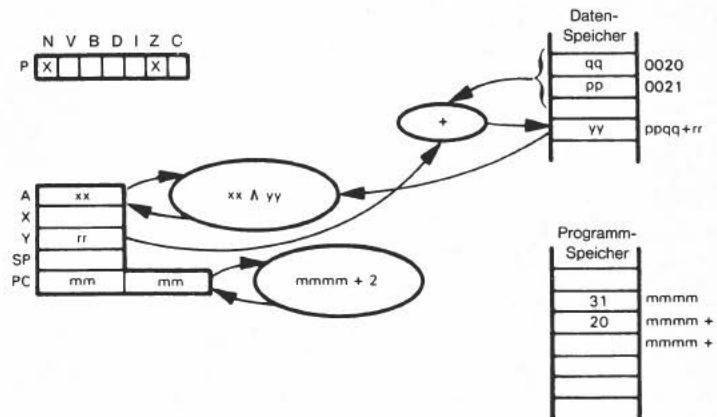 N V B D I Z C
P X X
Daten-
Speicher
qq 0020
pp 0021
yy ppqq+rr
+
A xx
X
Y rr
SP
PC mm mm
xx Λ yy
mmmm + 2
Programm-
Speicher
31 mmmm
20 mmmm +
mmmm +